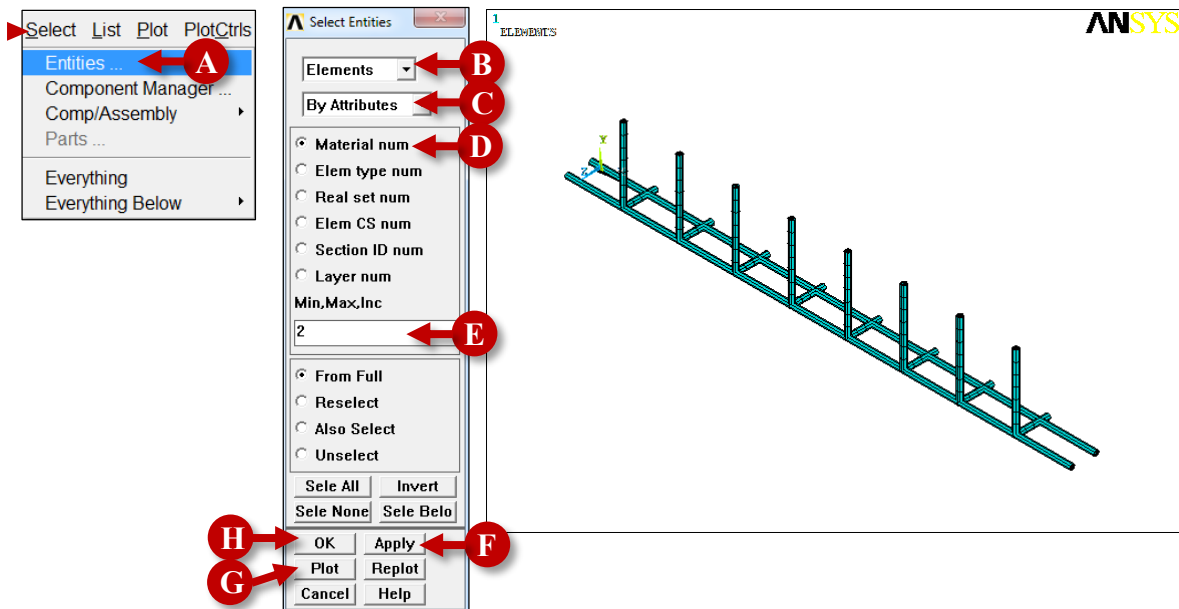 Select List Plot PlotCtrls
Entities ...
A
Component Manager ...
Comp/Assembly
Parts ...
Everything
Everything Below
Select Entities
Elements
B
By Attributes
C
Material num
D
Elem type num
Real set num
Elem CS num
Section ID num
Layer num
Min,Max,Inc
2
E
From Full
Reselect
Also Select
Unselect
Sele All Invert
Sele None Sele Belo
H
OK Apply
F
G
Plot Replot
Cancel Help
1
ELEMENTS
ANSYS
Y
Z